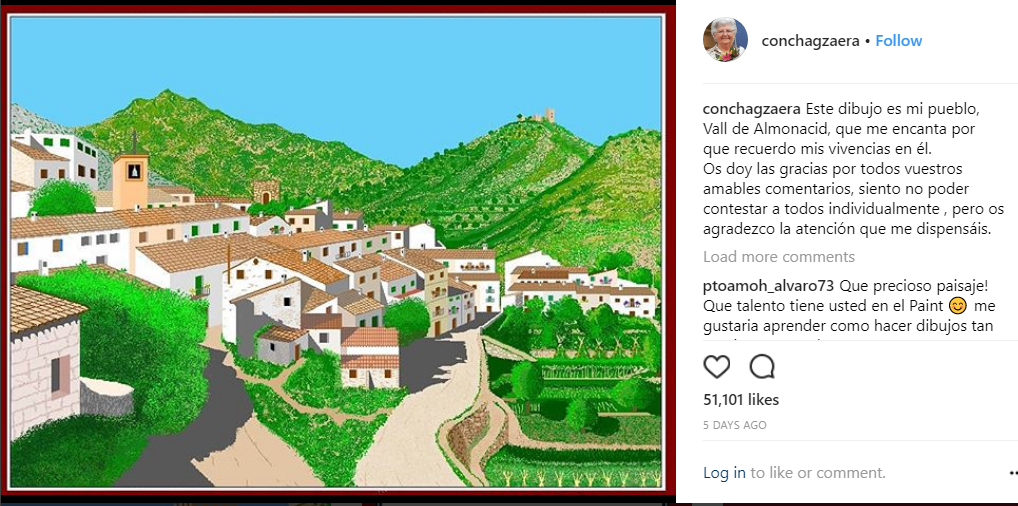 conchagzaera • Follow
conchagzaera Este dibujo es mi pueblo,
Vall de Almonacid, que me encanta por
que recuerdo mis vivencias en él.
Os doy las gracias por todos vuestros
amables comentarios, siento no poder
contestar a todos individualmente , pero os
agradezco la atención que me dispensáis.
Load more comments
ptoamoh_alvaro73 Que precioso paisaje!
Que talento tiene usted en el Paint 😊 me
gustaria aprender como hacer dibujos tan
51,101 likes
5 DAYS AGO
Log in to like or comment.